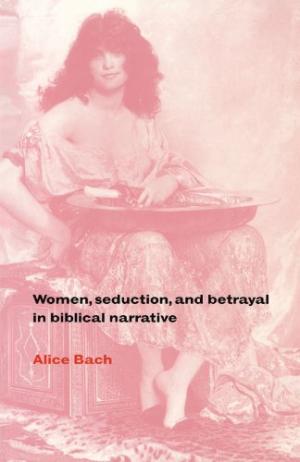 Women, seduction, and betrayal
in biblical narrative
Alice Bach